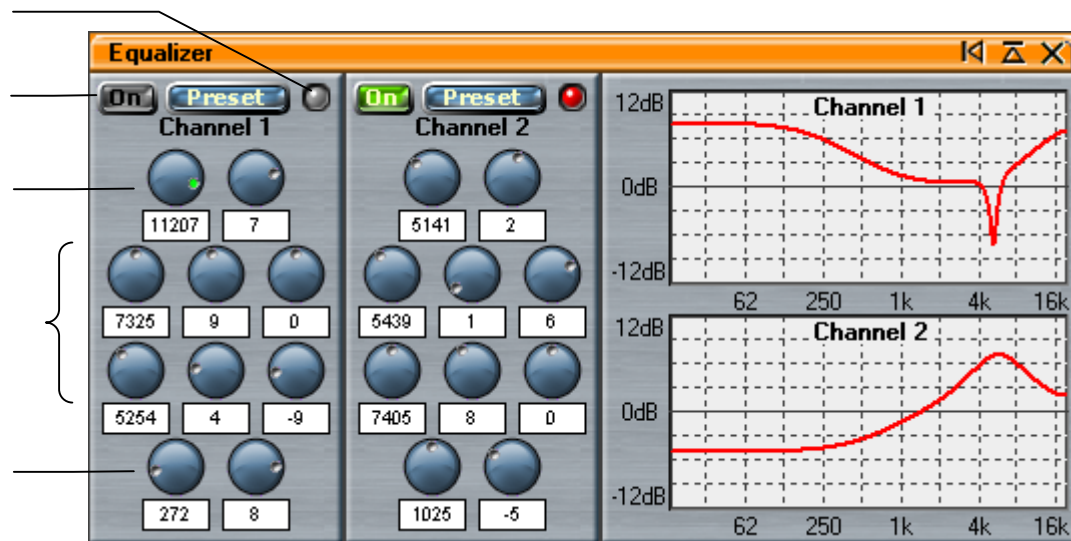 Equalizer
On Preset
Channel 1
11207 7
7325 9 0
5254 4 -9
272 8
On Preset
Channel 2
5141 2
5439 1 6
7405 8 0
1025 -5
Channel 1
12dB
0dB
-12dB
62 250 1k 4k 16k
Channel 2
12dB
0dB
-12dB
62 250 1k 4k 16k